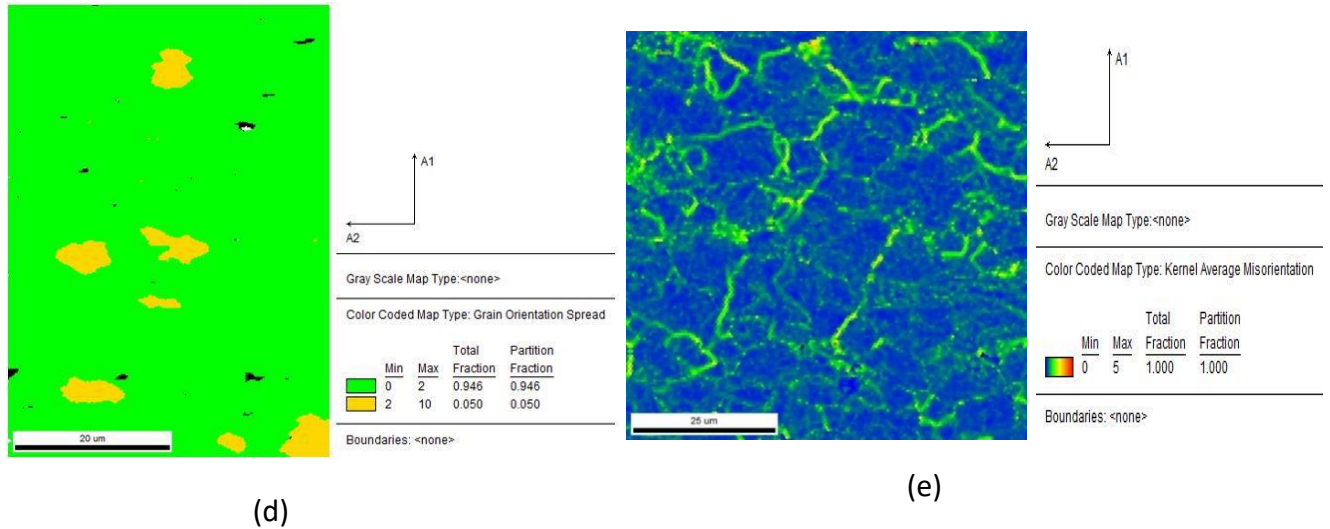 20 um
A1
A2
Gray Scale Map Type:<none>
Color Coded Map Type: Grain Orientation Spread
Total Partition
Min Max Fraction Fraction
0 2 0.946 0.946
2 10 0.050 0.050
Boundaries: <none>
(d)
25 um
A1
A2
Gray Scale Map Type:<none>
Color Coded Map Type: Kernel Average Misorientation
Total Partition
Min Max Fraction Fraction
0 5 1.000 1.000
Boundaries: <none>
(e)